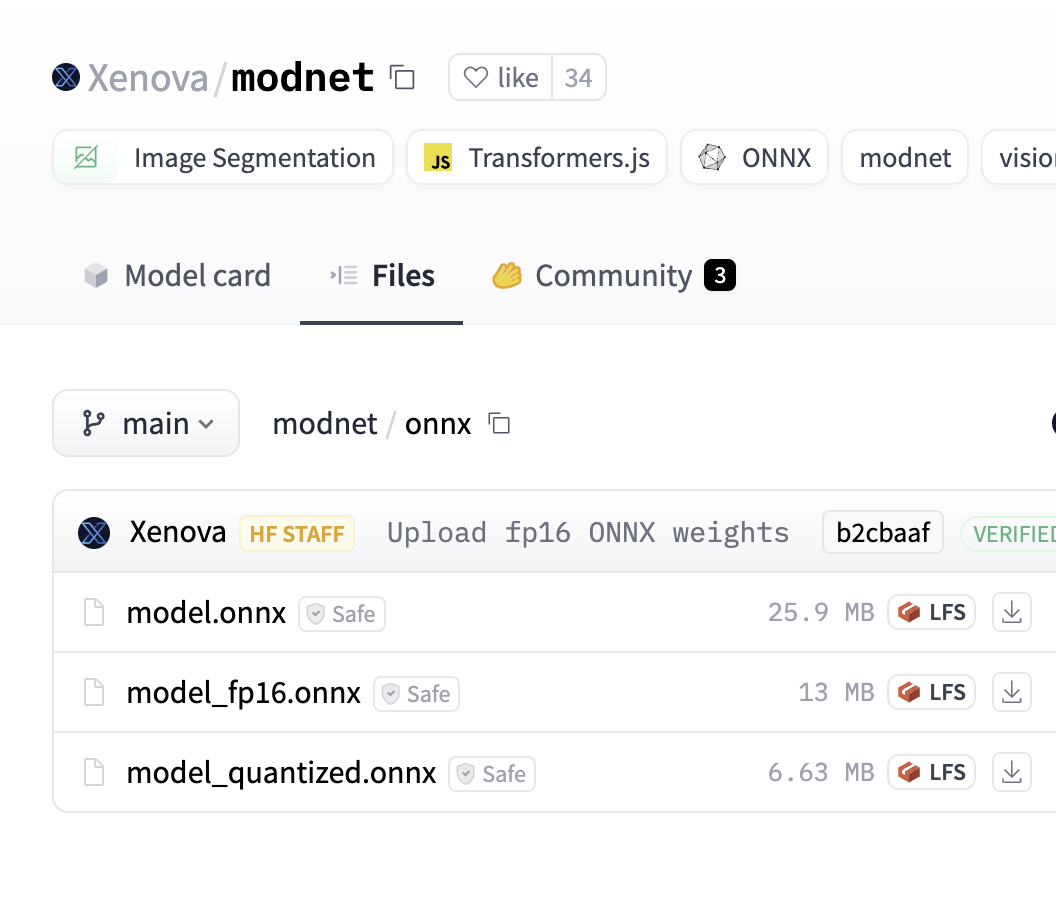 Xenova/modnet like 34
Image Segmentation JS Transformers.js ONNX modnet
Model card Files Community 3
main modnet / onnx
Xenova HF STAFF Upload fp16 ONNX weights b2cbaaf VERIFIED
model.onnx Safe 25.9 MB LFS
model_fp16.onnx Safe 13 MB LFS
model_quantized.onnx Safe 6.63 MB LFS